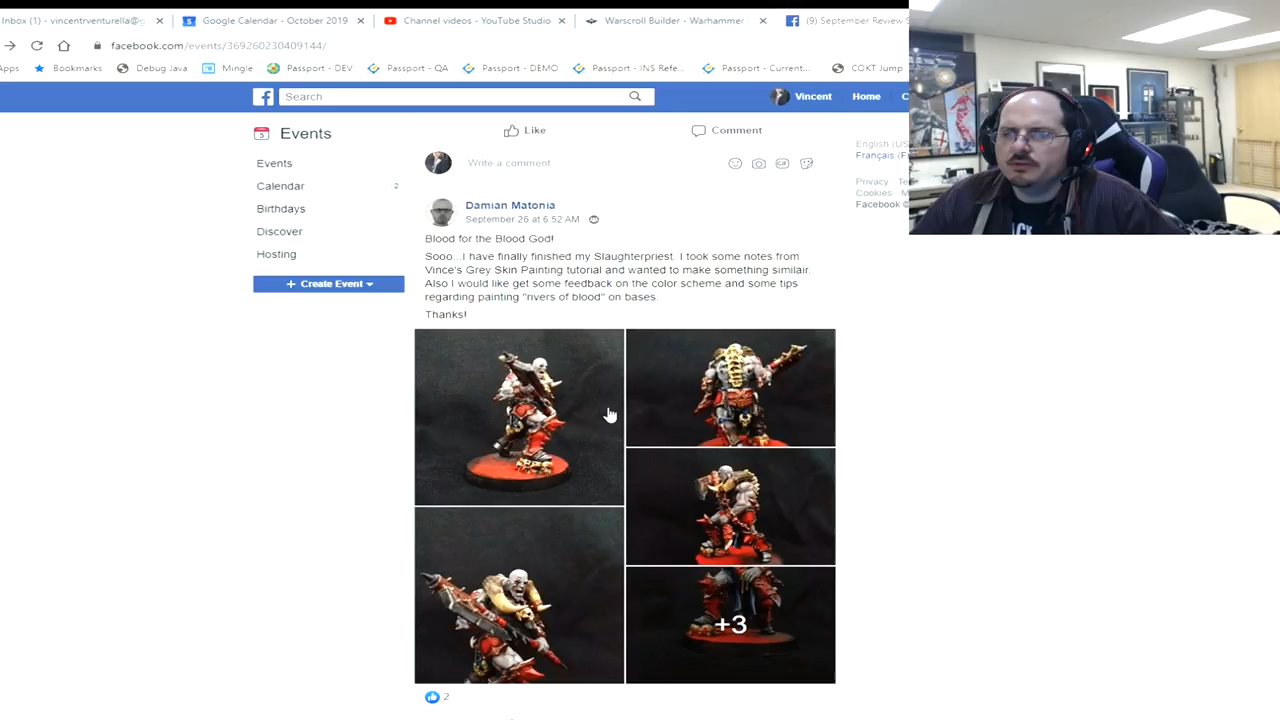 Inbox (1) - vincentrventurella@g
Google Calendar - October 2019
Channel videos - YouTube Studio
Warscroll Builder - Warhammer
(9) September Review S
facebook.com/events/369260230409144/
Apps
Bookmarks
Debug Java
Mingle
Passport - DEV
Passport - QA
Passport - DEMO
Passport - INS Refe...
Passport - Current...
COKT Jump
Search
Vincent
Home
C
5
Events
Like
Comment
English (US
Français (Fr
Events
Write a comment
GIF
Calendar
2
Privacy Te
Cookies M
Facebook ©
Birthdays
Discover
Hosting
+ Create Event
Damian Matonia
September 26 at 6:52 AM
Blood for the Blood God!
Sooo...I have finally finished my Slaughterpriest. I took some notes from
Vince's Grey Skin Painting tutorial and wanted to make something similair.
Also I would like get some feedback on the color scheme and some tips
regarding painting "rivers of blood" on bases.
Thanks!
+3
2